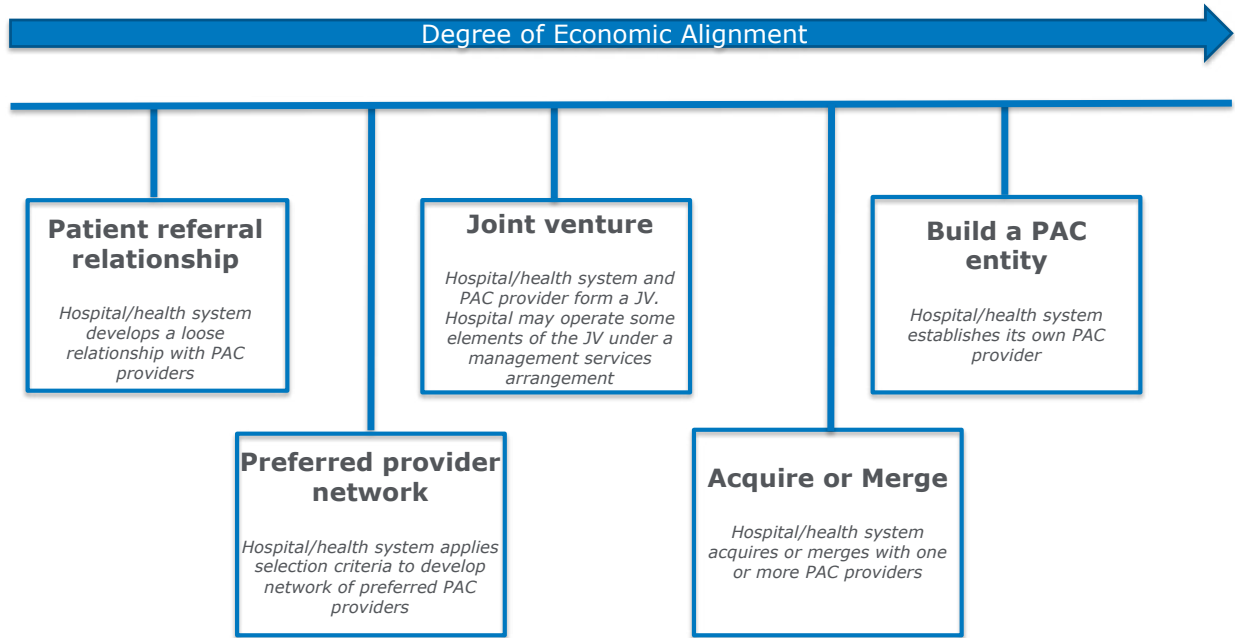 Degree of Economic Alignment
Patient referral
relationship
Hospital/health system
develops a loose
relationship with PAC
providers
Preferred provider
network
Hospital/health system applies
selection criteria to develop
network of preferred PAC
providers
Joint venture
Hospital/health system and
PAC provider form a JV.
Hospital may operate some
elements of the JV under a
management services
arrangement
Acquire or Merge
Hospital/health system
acquires or merges with one
or more PAC providers
Build a PAC
entity
Hospital/health system
establishes its own PAC
provider